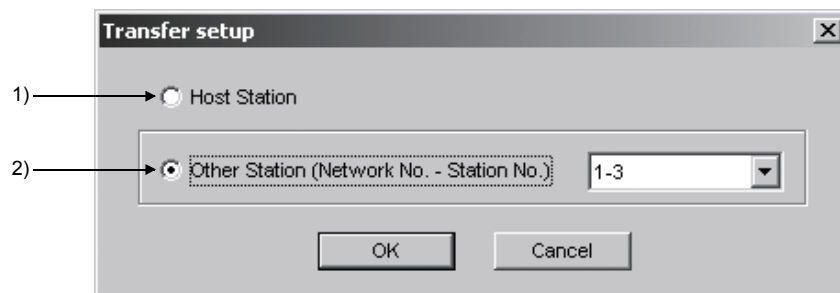 Transfer setup
1) Host Station
2) Other Station (Network No. - Station No.) 1-3
OK Cancel